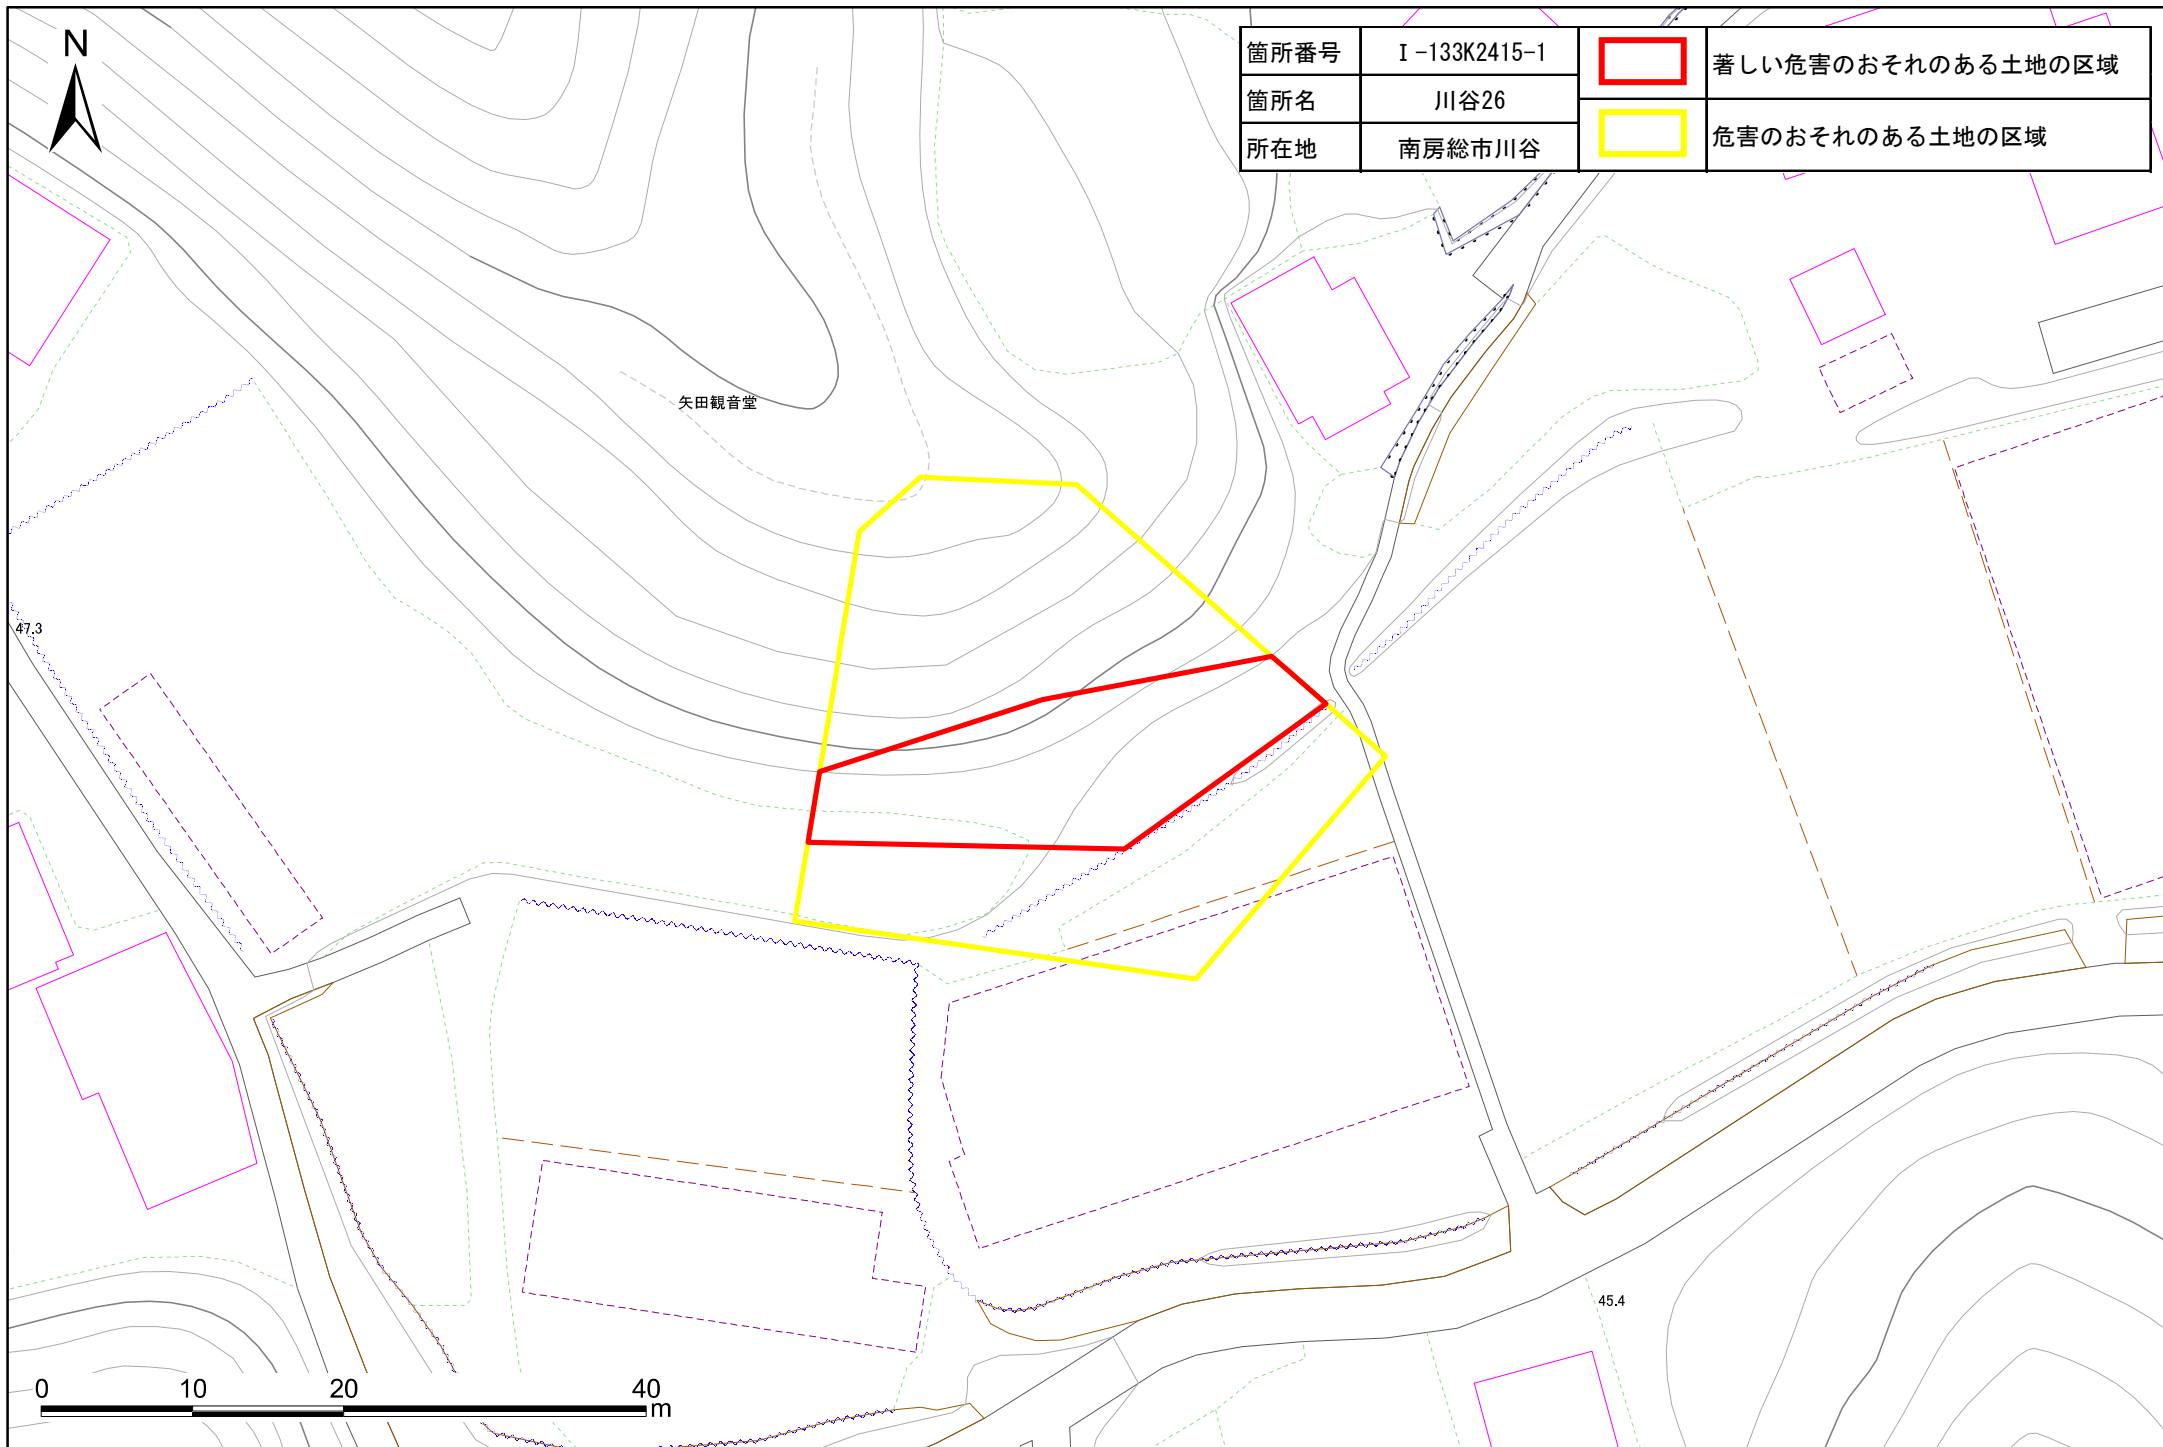 N
箇所番号 Ⅰ-133K2415-1 著しい危害のおそれのある土地の区域
箇所名 川谷26
危害のおそれのある土地の区域
所在地 南房総市川谷
矢田観音堂
47.3
45.4
0 10 20 40
m